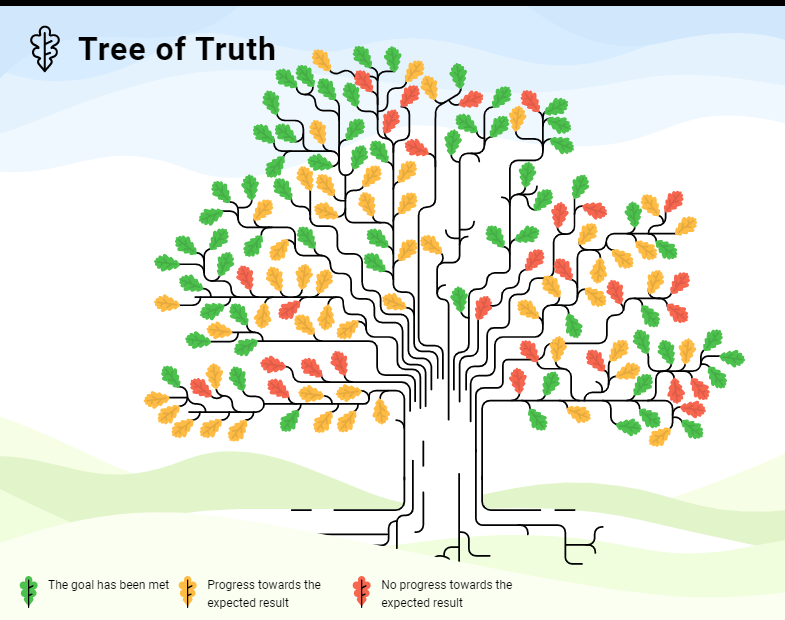 Tree of Truth
The goal has been met
Progress towards the
expected result
No progress towards the
expected result